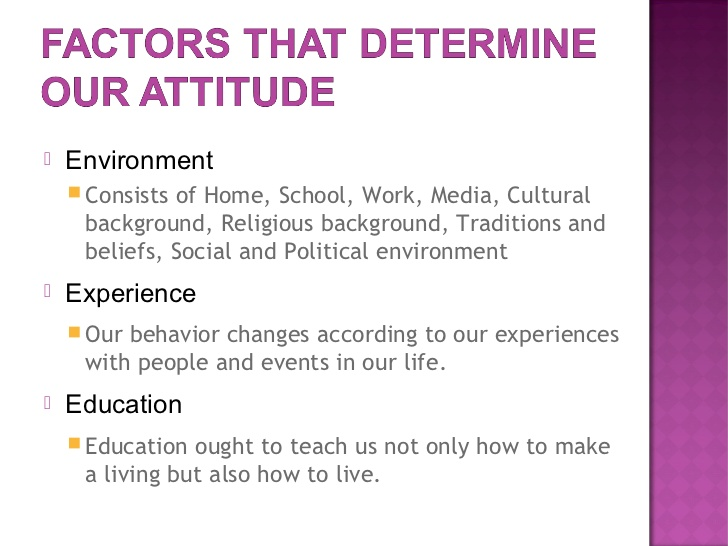 FACTORS THAT DETERMINE
OUR ATTITUDE
Environment
Consists of Home, School, Work, Media, Cultural
background, Religious background, Traditions and
beliefs, Social and Political environment
Experience
Our behavior changes according to our experiences
with people and events in our life.
Education
Education ought to teach us not only how to make
a living but also how to live.